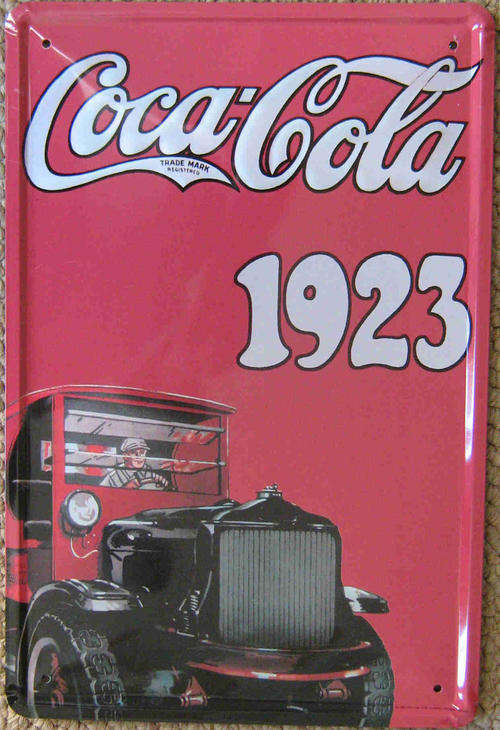 Coca-Cola
TRADE MARK
REGISTERED
1923